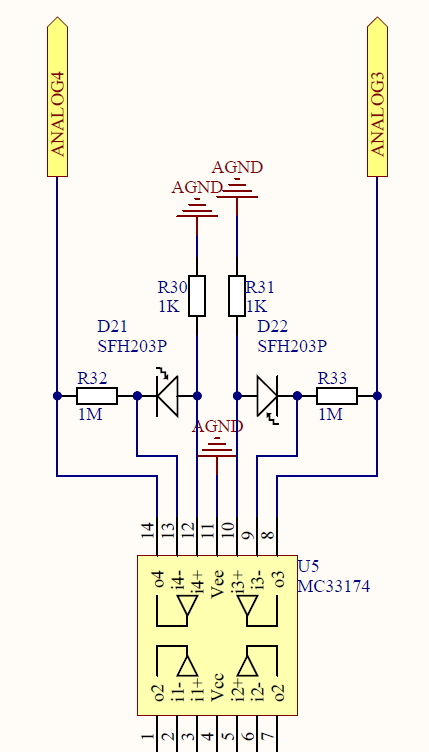 ANALOG4
ANALOG3
AGND
AGND
R30
1K
R31
1K
D21
SFH203P
D22
SFH203P
R32
1M
R33
1M
AGND
14
13
12
11
10
9
8
U5
MC33174
o4
i4-
i4+
Vee
i3+
i3-
o3
o2
i1-
i1+
Vcc
i2+
i2-
o2
1
2
3
4
5
6
7